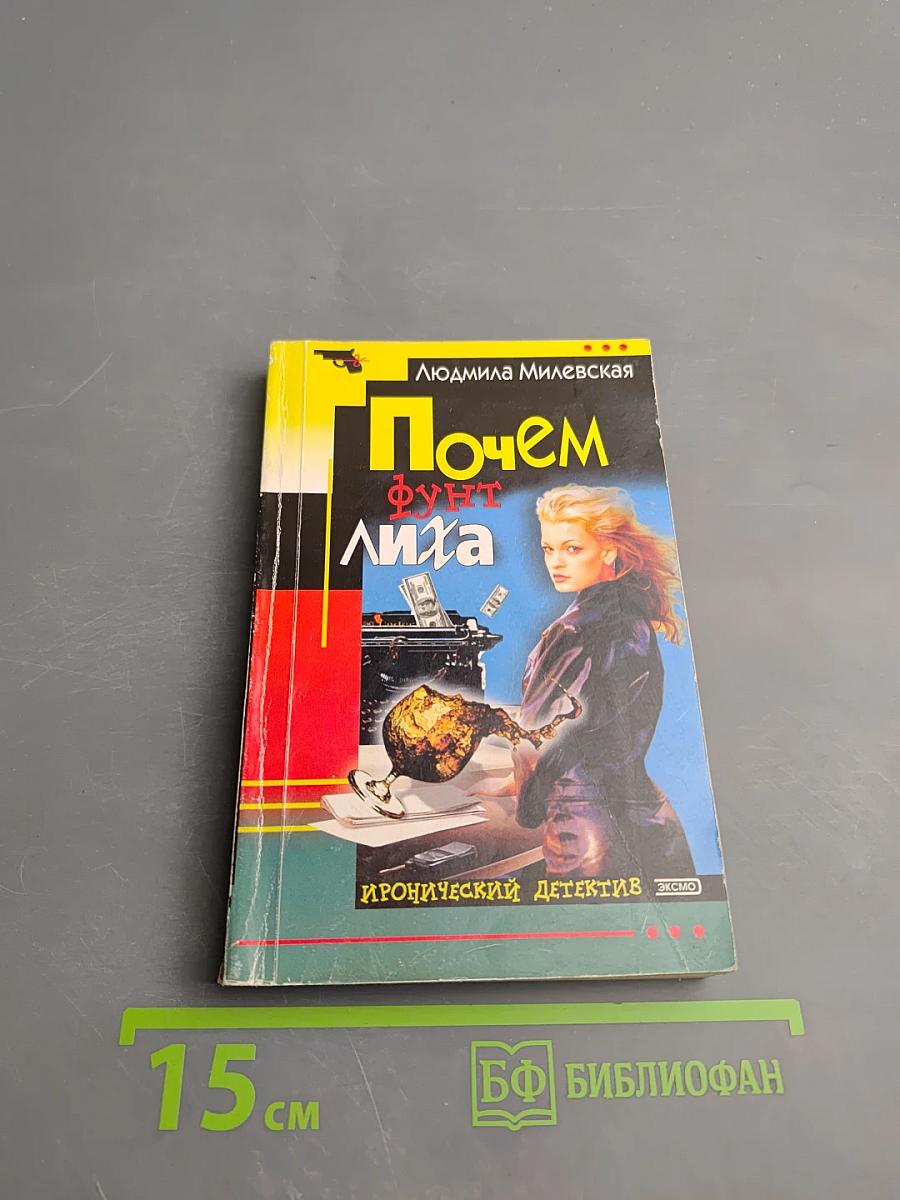 Людмила Милевская
Почем
фунт
лиха
ИРОНИЧЕСКИЙ ДЕТЕКТИВ
ЭКСМО
15 см
БФ БИБЛИОФАН